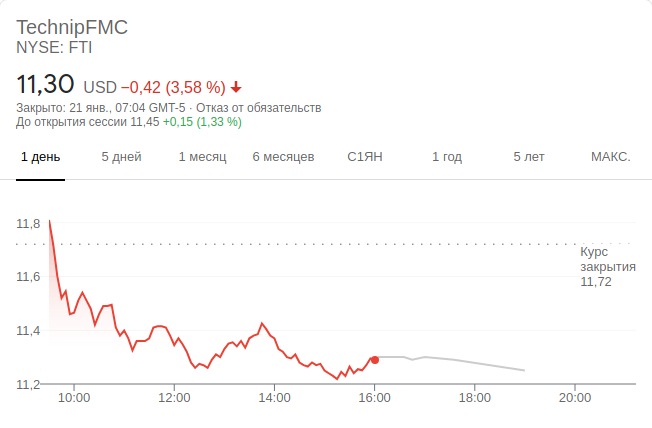 TechnipFMC
NYSE: FTI
11,30 USD −0,42 (3,58 %)
Закрыто: 21 янв., 07:04 GMT-5 · Отказ от обязательств
До открытия сессии 11,45 +0,15 (1,33 %)
1 день 5 дней 1 месяц 6 месяцев С1ЯН 1 год 5 лет МАКС.
11,8
Курс
закрытия
11,72
11,6
11,4
11,2
10:00 12:00 14:00 16:00 18:00 20:00